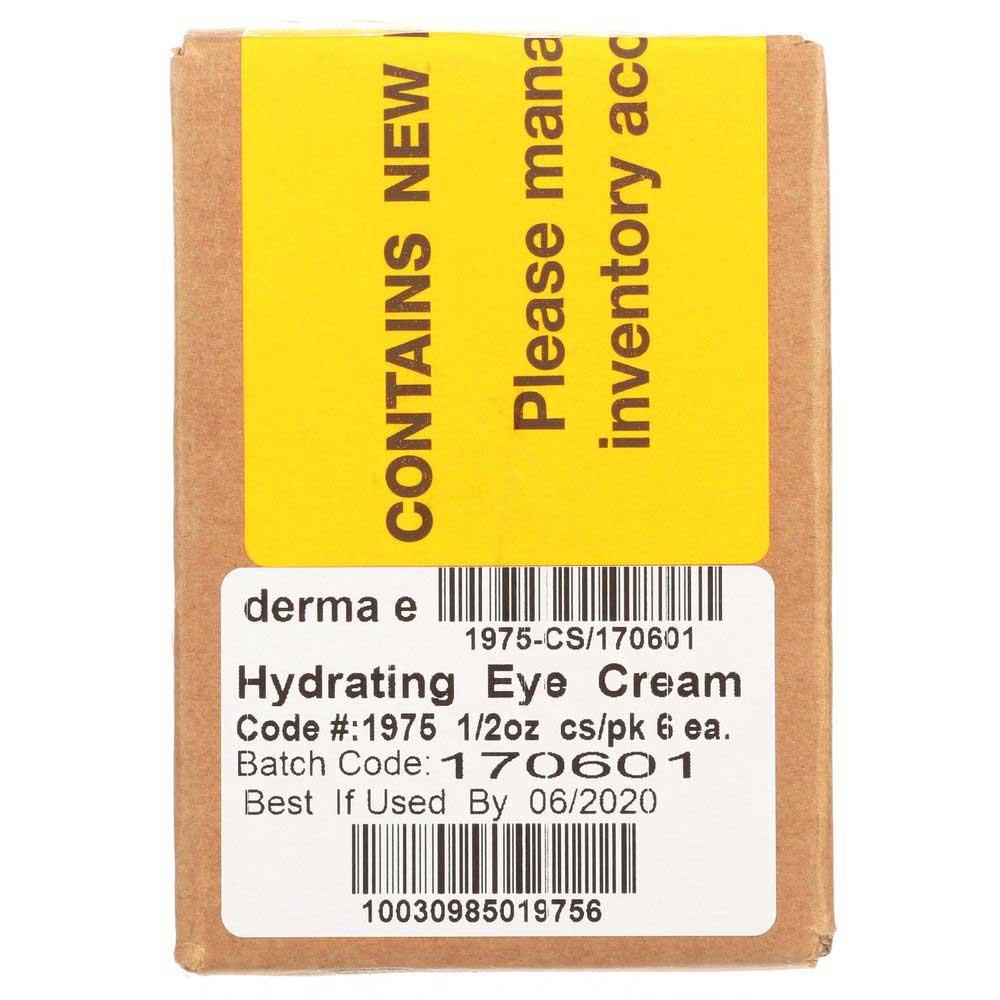 CONTAINS NEW
Please mana
inventory acc
derma e
1975-CS/170601
Hydrating Eye Cream
Code #:1975 1/2oz cs/pk 6 ea.
Batch Code: 170601
Best If Used By 06/2020
10030985019756